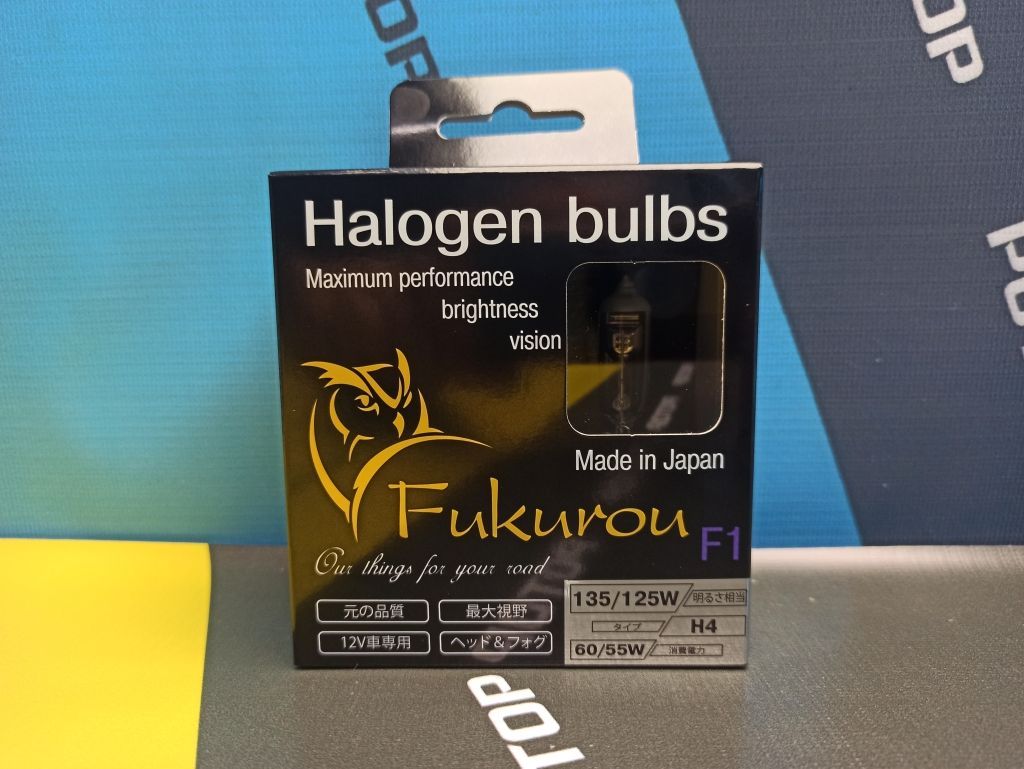 TOP
TOP
TOP
Halogen bulbs
Maximum performance
brightness
vision
Made in Japan
Fukurou
F1
Our things for your road
元の品質
最大視野
12V車専用
ヘッド&フォグ
135/125W
明るさ相当
タイプ
H4
60/55W
消費電力
TOP